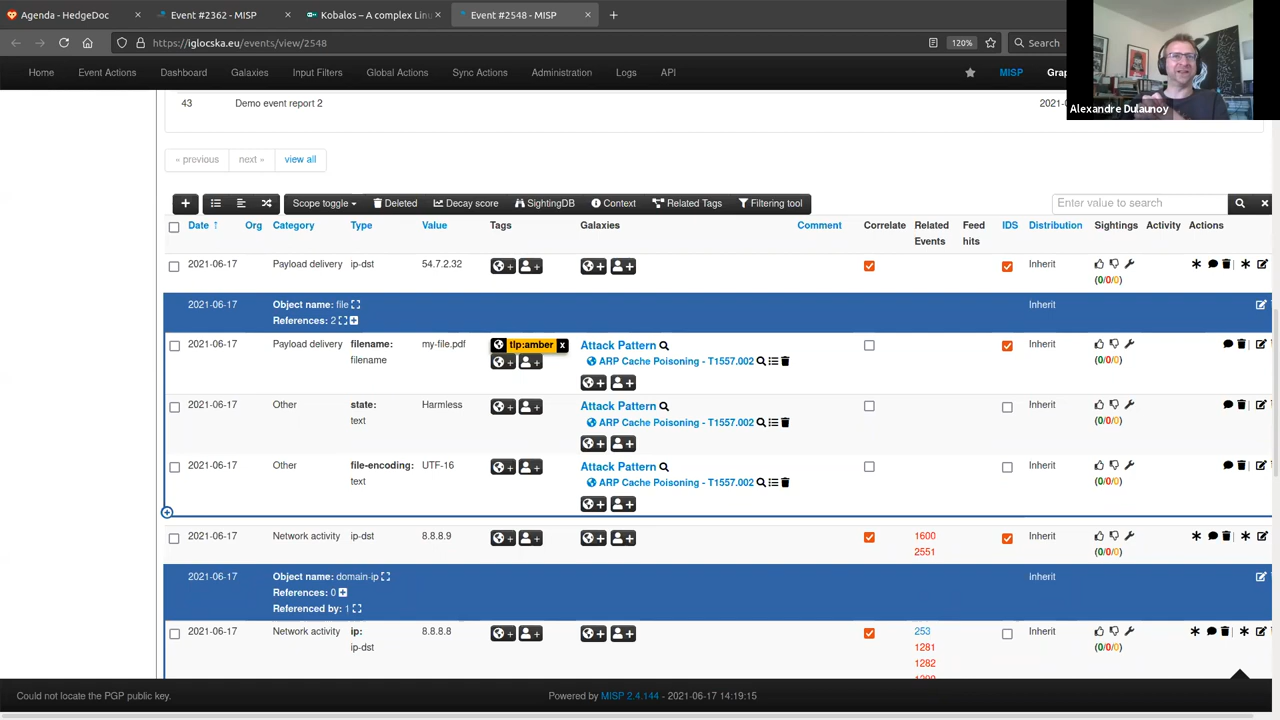 Agenda - HedgeDoc
Event #2362 - MISP
Kobalos – A complex Linu
Event #2548 - MISP
https://iglocska.eu/events/view/2548
120%
Search
Home
Event Actions
Dashboard
Galaxies
Input Filters
Global Actions
Sync Actions
Administration
Logs
API
MISP
Grap
Alexandre Dulaunoy
43 Demo event report 2 2021-0
« previous next » view all
Scope toggle Deleted Decay score SightingDB Context Related Tags Filtering tool Enter value to search
Date ↑ Org Category Type Value Tags Galaxies Comment Correlate Related Events Feed hits IDS Distribution Sightings Activity Actions
2021-06-17 Payload delivery ip-dst 54.7.2.32 Inherit
(0/0/0)
2021-06-17 Object name: file Inherit
References: 2
2021-06-17 Payload delivery filename: my-file.pdf tlp:amber x Attack Pattern Inherit
filename ARP Cache Poisoning - T1557.002 (0/0/0)
2021-06-17 Other state: Harmless Attack Pattern Inherit
text ARP Cache Poisoning - T1557.002 (0/0/0)
2021-06-17 Other file-encoding: UTF-16 Attack Pattern Inherit
text ARP Cache Poisoning - T1557.002 (0/0/0)
2021-06-17 Network activity ip-dst 8.8.8.9 1600 Inherit
2551 (0/0/0)
2021-06-17 Object name: domain-ip Inherit
References: 0
Referenced by: 1
2021-06-17 Network activity ip: 8.8.8.8 253 Inherit
ip-dst 1281 (0/0/0)
1282
Could not locate the PGP public key. Powered by MISP 2.4.144 - 2021-06-17 14:19:15